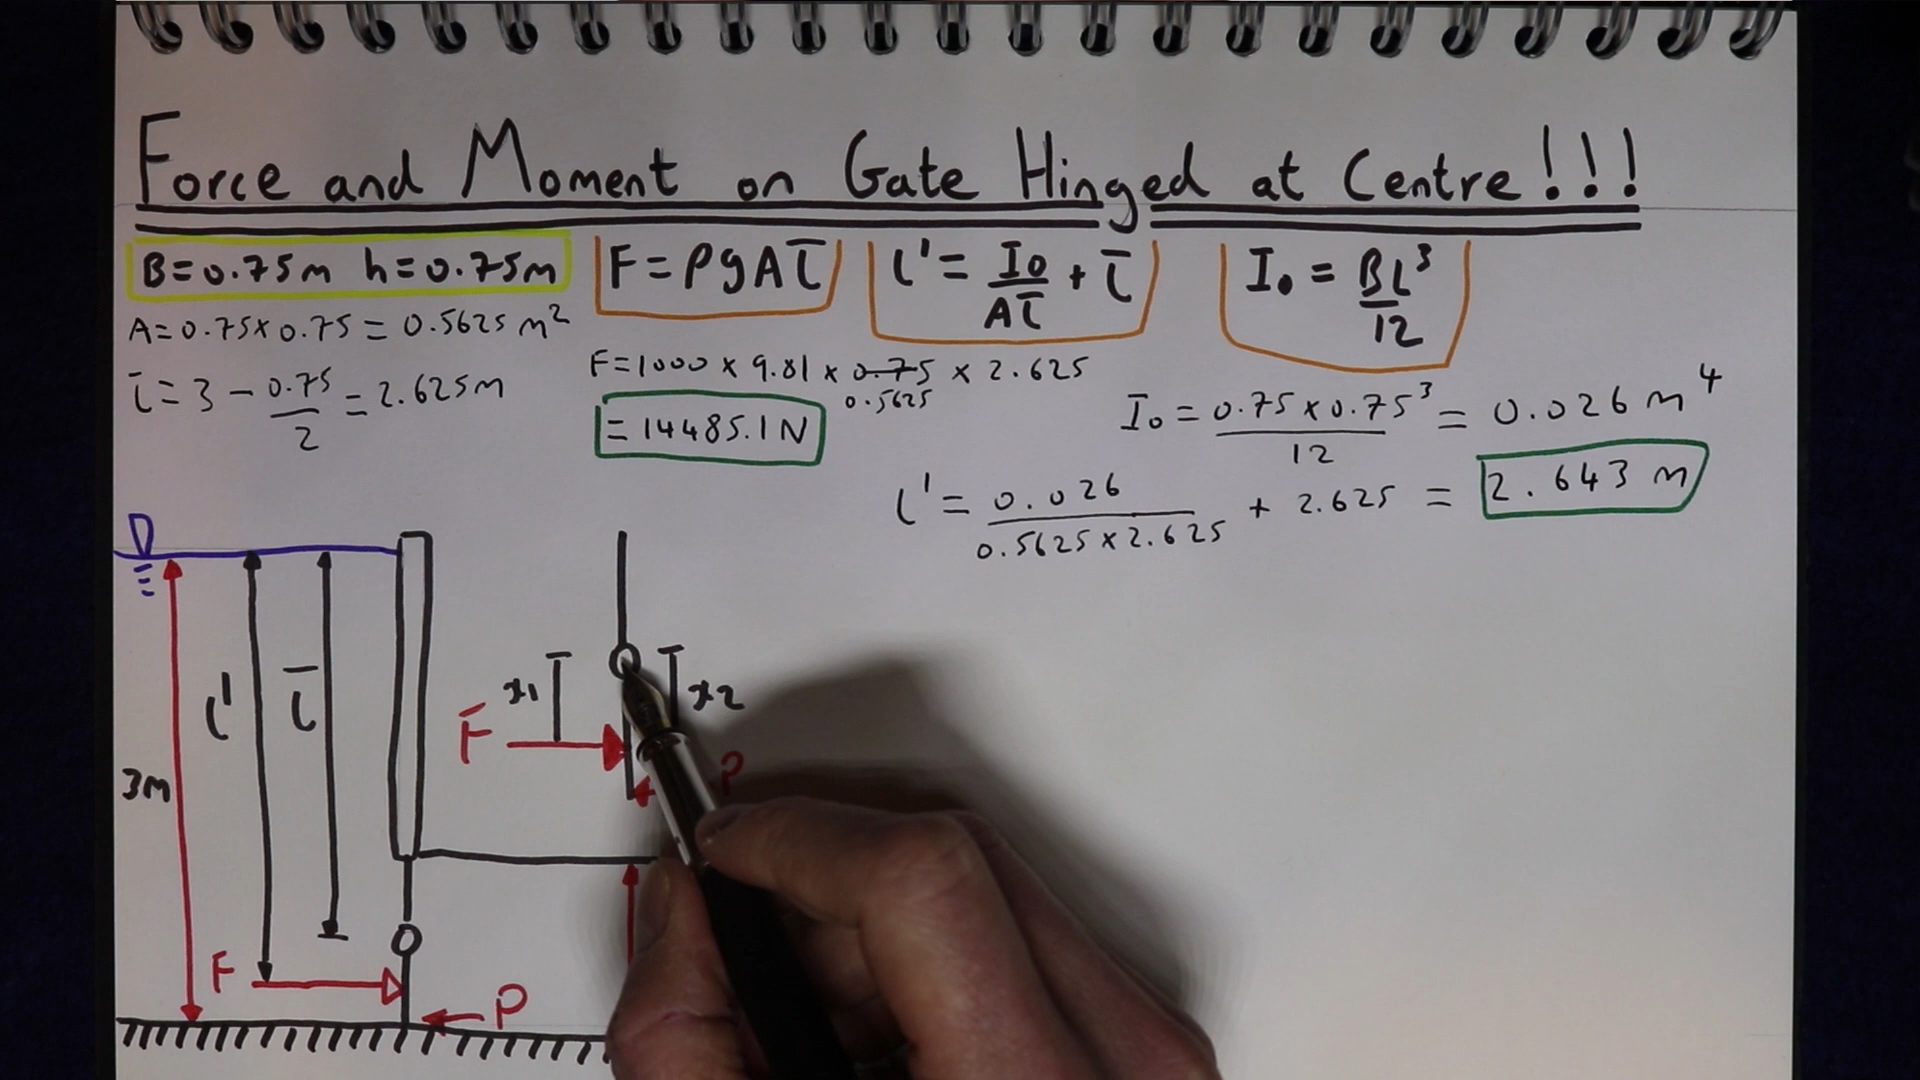 Force and Moment on Gate Hinged at Centre!!!
B=0.75m h=0.75m
F=ρgAl̅
l'=I₀/Al̅+l̅
I₀=BL³/12
A=0.75×0.75=0.5625m²
l̅=3-0.75/2=2.625m
F=1000×9.81×0.75×2.625
0.5625
=14485.1N
I₀=0.75×0.75³/12=0.026m⁴
l'=0.026/0.5625×2.625+2.625=2.643m
l'
l̅
3m
F
P
x1
x2
F
P